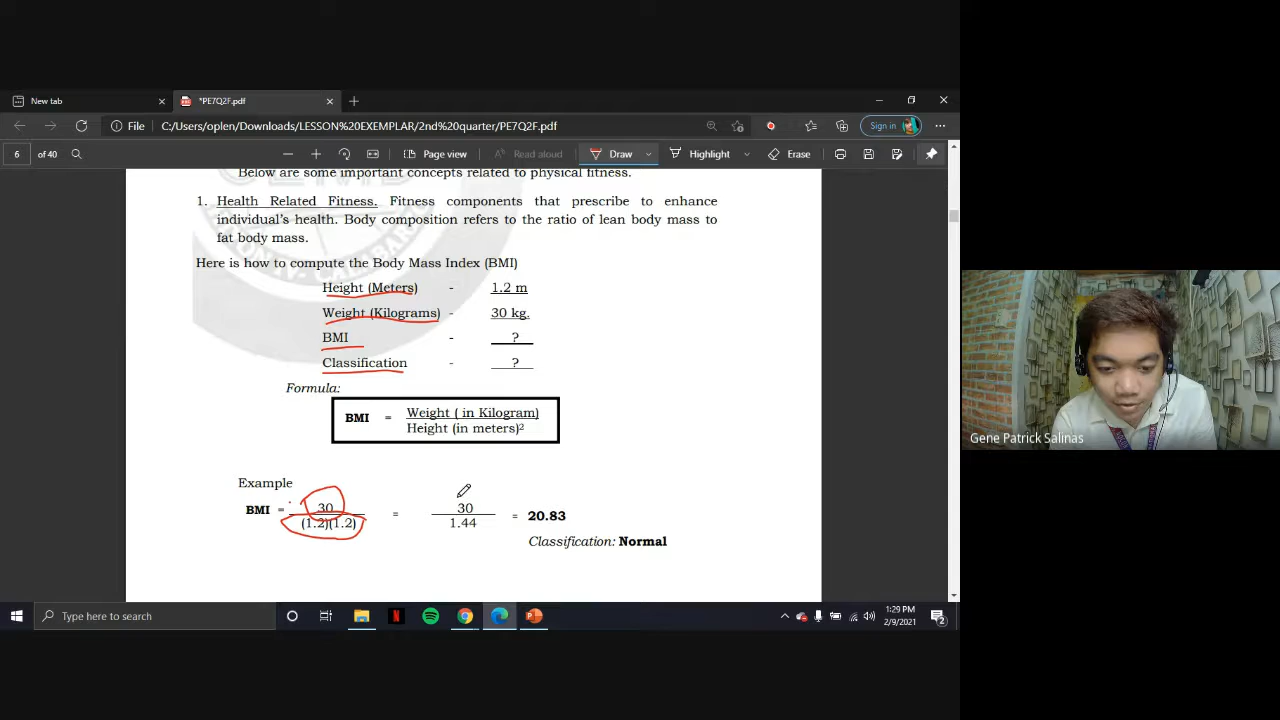 New tab
*PE7Q2F.pdf
File
C:/Users/oplen/Downloads/LESSON%20EXEMPLAR/2nd%20quarter/PE7Q2F.pdf
Sign in
6 of 40
Page view
Read aloud
Draw
Highlight
Erase
Below are some important concepts related to physical fitness.
1. Health Related Fitness. Fitness components that prescribe to enhance
individual's health. Body composition refers to the ratio of lean body mass to
fat body mass.
Here is how to compute the Body Mass Index (BMI)
Height (Meters) - 1.2 m
Weight (Kilograms) - 30 kg.
BMI - ?
Classification - ?
Formula:
BMI = Weight ( in Kilogram)
Height (in meters)²
Example
BMI = 30 = 30 = 20.83
(1.2)(1.2) 1.44
Classification: Normal
Gene Patrick Salinas
Type here to search
1:29 PM
2/9/2021
2